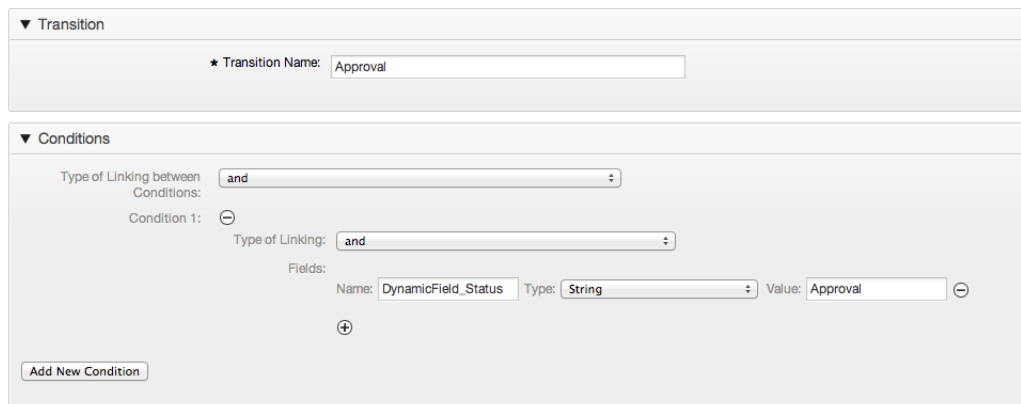 ▼ Transition
★ Transition Name: Approval
▼ Conditions
Type of Linking between
Conditions:
and
Condition 1:
Type of Linking: and
Fields:
Name: DynamicField_Status Type: String Value: Approval
Add New Condition